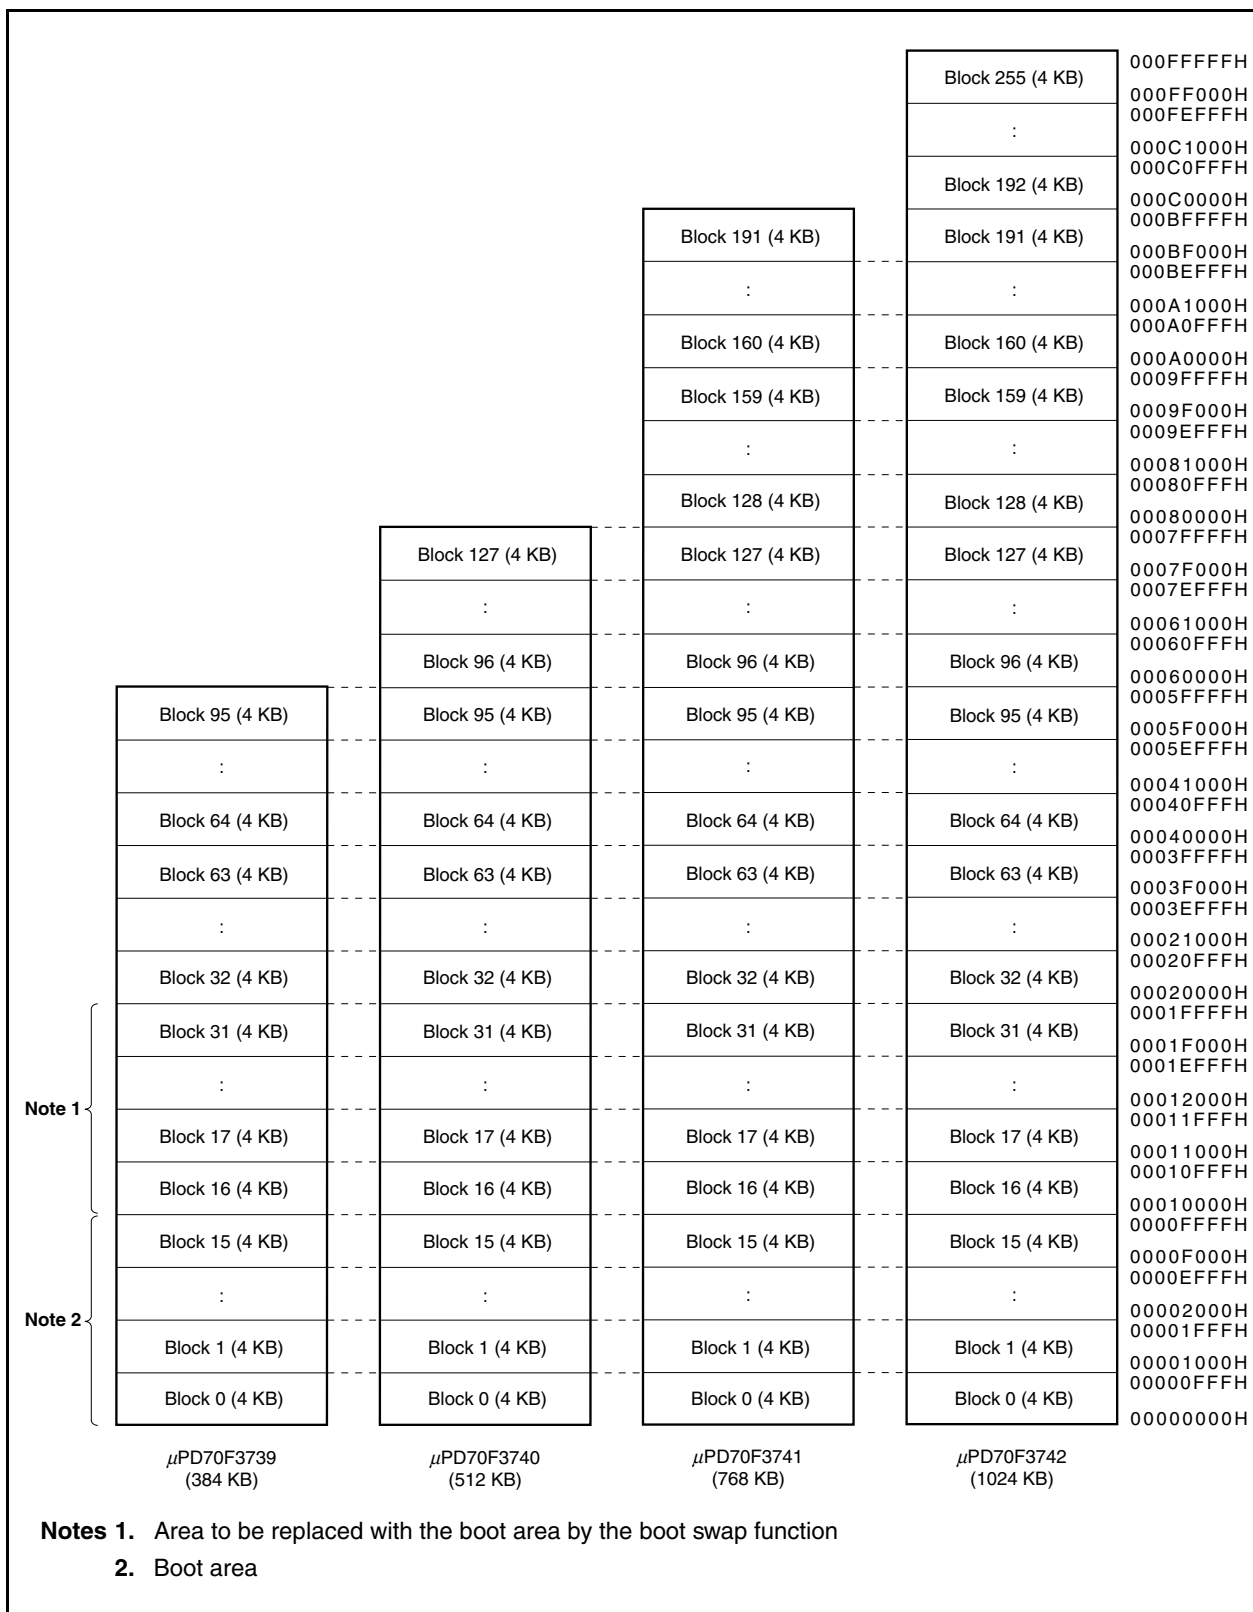 Block 255 (4 KB) 000FFFFFH
000FF000H
: 000FEFFFH
000C1000H
Block 192 (4 KB) 000C0FFFH
000C0000H
Block 191 (4 KB) Block 191 (4 KB) 000BFFFFH
000BF000H
: : 000BEFFFH
000A1000H
Block 160 (4 KB) Block 160 (4 KB) 000A0FFFH
000A0000H
Block 159 (4 KB) Block 159 (4 KB) 0009FFFFH
0009F000H
: : 0009EFFFH
00081000H
Block 128 (4 KB) Block 128 (4 KB) 00080FFFH
00080000H
Block 127 (4 KB) Block 127 (4 KB) Block 127 (4 KB) 0007FFFFH
0007F000H
: : : 0007EFFFH
00061000H
Block 96 (4 KB) Block 96 (4 KB) Block 96 (4 KB) 00060FFFH
00060000H
Block 95 (4 KB) Block 95 (4 KB) Block 95 (4 KB) Block 95 (4 KB) 0005FFFFH
0005F000H
: : : : 0005EFFFH
00041000H
Block 64 (4 KB) Block 64 (4 KB) Block 64 (4 KB) Block 64 (4 KB) 00040FFFH
00040000H
Block 63 (4 KB) Block 63 (4 KB) Block 63 (4 KB) Block 63 (4 KB) 0003FFFFH
0003F000H
: : : : 0003EFFFH
00021000H
Block 32 (4 KB) Block 32 (4 KB) Block 32 (4 KB) Block 32 (4 KB) 00020FFFH
00020000H
Block 31 (4 KB) Block 31 (4 KB) Block 31 (4 KB) Block 31 (4 KB) 0001FFFFH
0001F000H
: : : : 0001EFFFH
Note 1 00012000H
Block 17 (4 KB) Block 17 (4 KB) Block 17 (4 KB) Block 17 (4 KB) 00011FFFH
00011000H
Block 16 (4 KB) Block 16 (4 KB) Block 16 (4 KB) Block 16 (4 KB) 00010FFFH
00010000H
Block 15 (4 KB) Block 15 (4 KB) Block 15 (4 KB) Block 15 (4 KB) 0000FFFFH
0000F000H
: : : : 0000EFFFH
Note 2 00002000H
Block 1 (4 KB) Block 1 (4 KB) Block 1 (4 KB) Block 1 (4 KB) 00001FFFH
00001000H
Block 0 (4 KB) Block 0 (4 KB) Block 0 (4 KB) Block 0 (4 KB) 00000FFFH
00000000H
μPD70F3739 μPD70F3740 μPD70F3741 μPD70F3742
(384 KB) (512 KB) (768 KB) (1024 KB)
Notes 1. Area to be replaced with the boot area by the boot swap function
2. Boot area